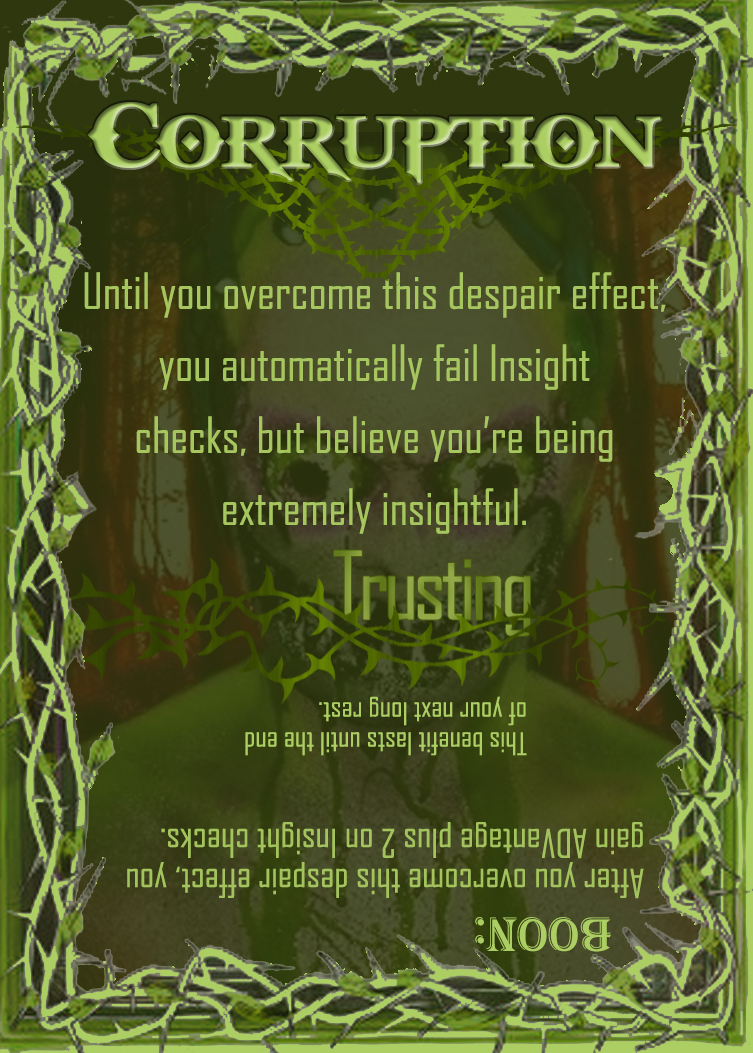 Corruption
Until you overcome this despair effect,
you automatically fail Insight
checks, but believe you're being
extremely insightful.
Trusting
Boon:
After you overcome this despair effect, you
gain ADVantage plus 2 on Insight checks.
This benefit lasts until the end
of your next long rest.